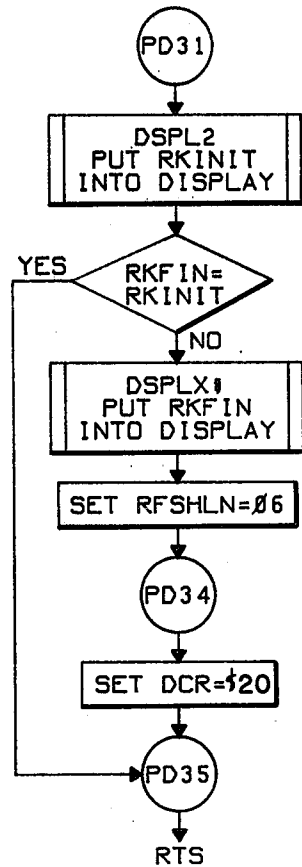 PD31
DSPL2
PUT RKINIT
INTO DISPLAY
YES
RKFIN=
RKINIT
NO
DSPLX
PUT RKFIN
INTO DISPLAY
SET RFSHLN=Ø6
PD34
SET DCR=$20
PD35
RTS